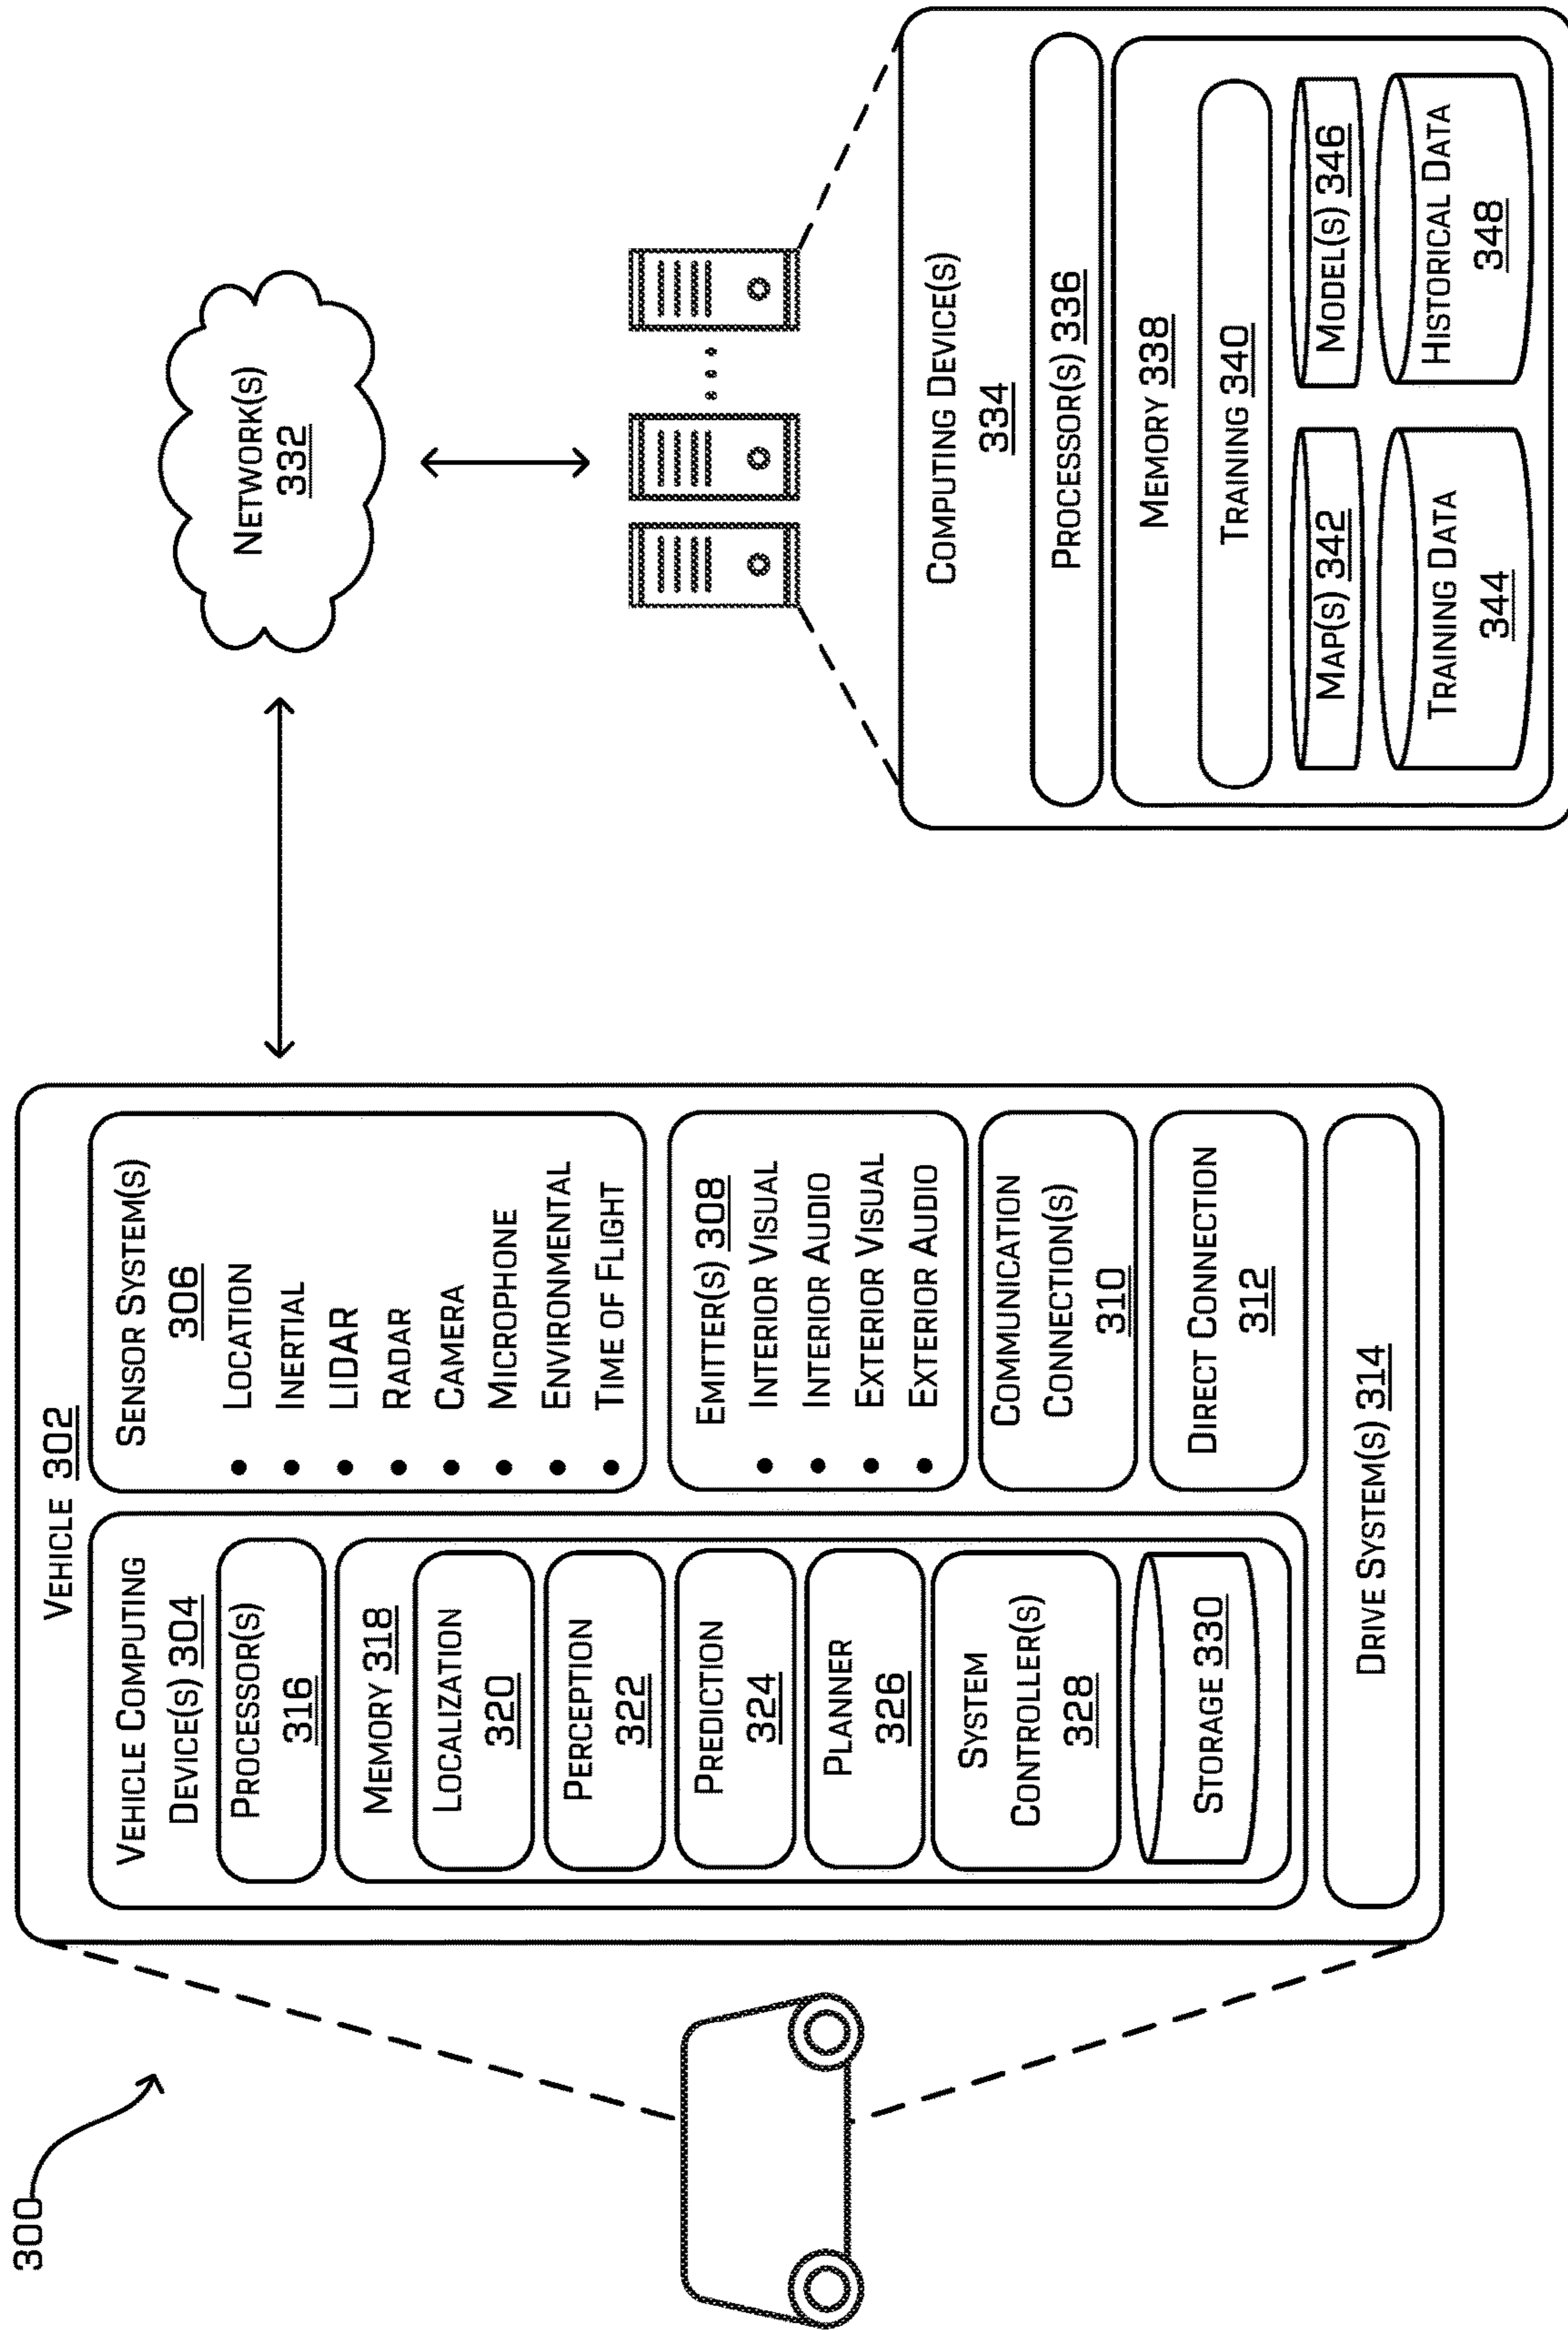 300
VEHICLE 302
VEHICLE COMPUTING
DEVICE(S) 304
PROCESSOR(S)
316
MEMORY 318
LOCALIZATION
320
PERCEPTION
322
PREDICTION
324
PLANNER
326
SYSTEM
CONTROLLER(S)
328
STORAGE 330
SENSOR SYSTEM(S)
306
• LOCATION
• INERTIAL
• LIDAR
• RADAR
• CAMERA
• MICROPHONE
• ENVIRONMENTAL
• TIME OF FLIGHT
EMITTER(S) 308
• INTERIOR VISUAL
• INTERIOR AUDIO
• EXTERIOR VISUAL
• EXTERIOR AUDIO
COMMUNICATION
CONNECTION(S)
310
DIRECT CONNECTION
312
DRIVE SYSTEM(S) 314
NETWORK(S)
332
COMPUTING DEVICE(S)
334
PROCESSOR(S) 336
MEMORY 338
TRAINING 340
MAP(S) 342
MODEL(S) 346
TRAINING DATA
344
HISTORICAL DATA
348